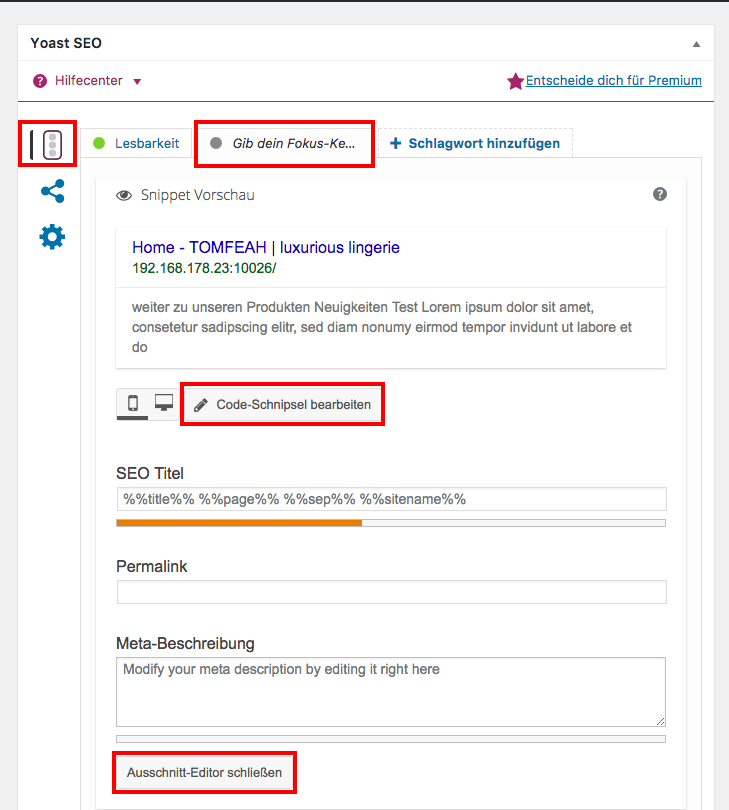 Yoast SEO
Hilfecenter
Entscheide dich für Premium
Lesbarkeit
Gib dein Fokus-Ke...
Schlagwort hinzufügen
Snippet Vorschau
Home - TOMFEAH | luxurious lingerie
192.168.178.23:10026/
weiter zu unseren Produkten Neuigkeiten Test Lorem ipsum dolor sit amet,
consetetur sadipscing elitr, sed diam nonumy eirmod tempor invidunt ut labore et
do
Code-Schnipsel bearbeiten
SEO Titel
%%title%% %%page%% %%sep%% %%sitename%%
Permalink
Meta-Beschreibung
Modify your meta description by editing it right here
Ausschnitt-Editor schließen